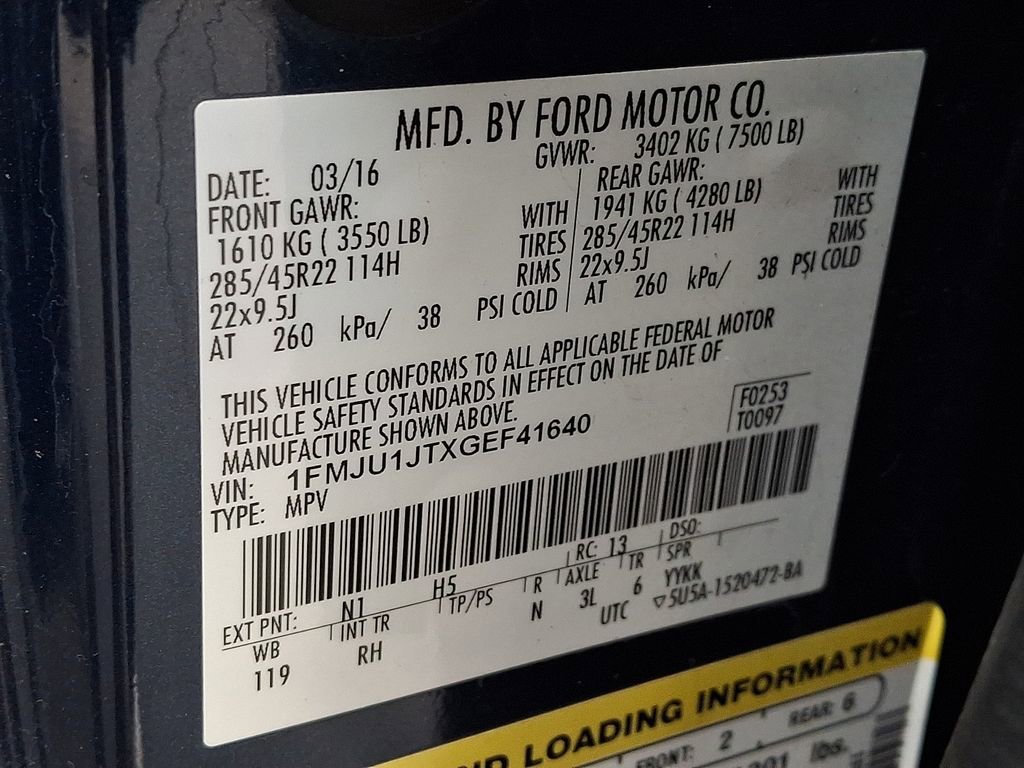 MFD. BY FORD MOTOR CO.
DATE: 03/16
GVWR: 3402 KG ( 7500 LB)
FRONT GAWR:
1610 KG ( 3550 LB) WITH
285/45R22 114H TIRES
22x9.5J RIMS
AT 260 kPa/ 38 PSI COLD
REAR GAWR:
1941 KG ( 4280 LB) WITH
285/45R22 114H TIRES
22x9.5J RIMS
AT 260 kPa/ 38 PSI COLD
THIS VEHICLE CONFORMS TO ALL APPLICABLE FEDERAL MOTOR
VEHICLE SAFETY STANDARDS IN EFFECT ON THE DATE OF
MANUFACTURE SHOWN ABOVE.
F0253
T0097
VIN: 1FMJU1JTXGEF41640
TYPE: MPV
EXT PNT: N1 H5 RC: 13 DSO:
WB INT TR TP/PS R AXLE TR SPR
119 RH N 3L 6 YYKK
UTC ▽5U5A-1520472-BA
LOADING INFORMATION
FRONT: 2 REAR: 6
lbs.